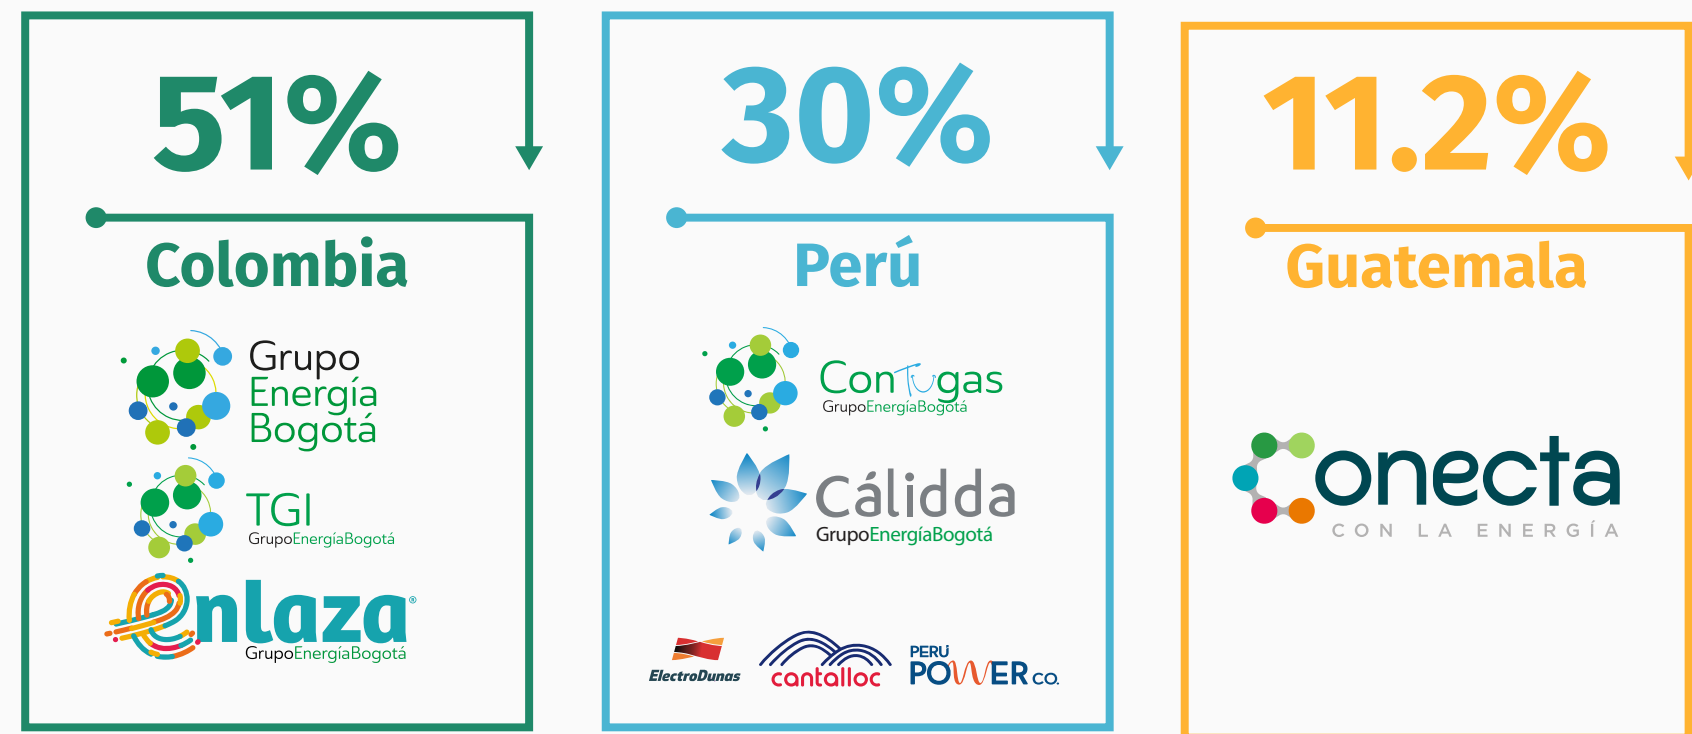 51%
Colombia
Grupo
Energía
Bogotá
TGI
GrupoEnergíaBogotá
enlaza®
GrupoEnergíaBogotá
30%
Perú
ConTugas
GrupoEnergíaBogotá
Cálidda
GrupoEnergíaBogotá
ElectroDunas
cantalloc
PERÚ
POWER CO.
11.2%
Guatemala
Conecta
CON LA ENERGÍA